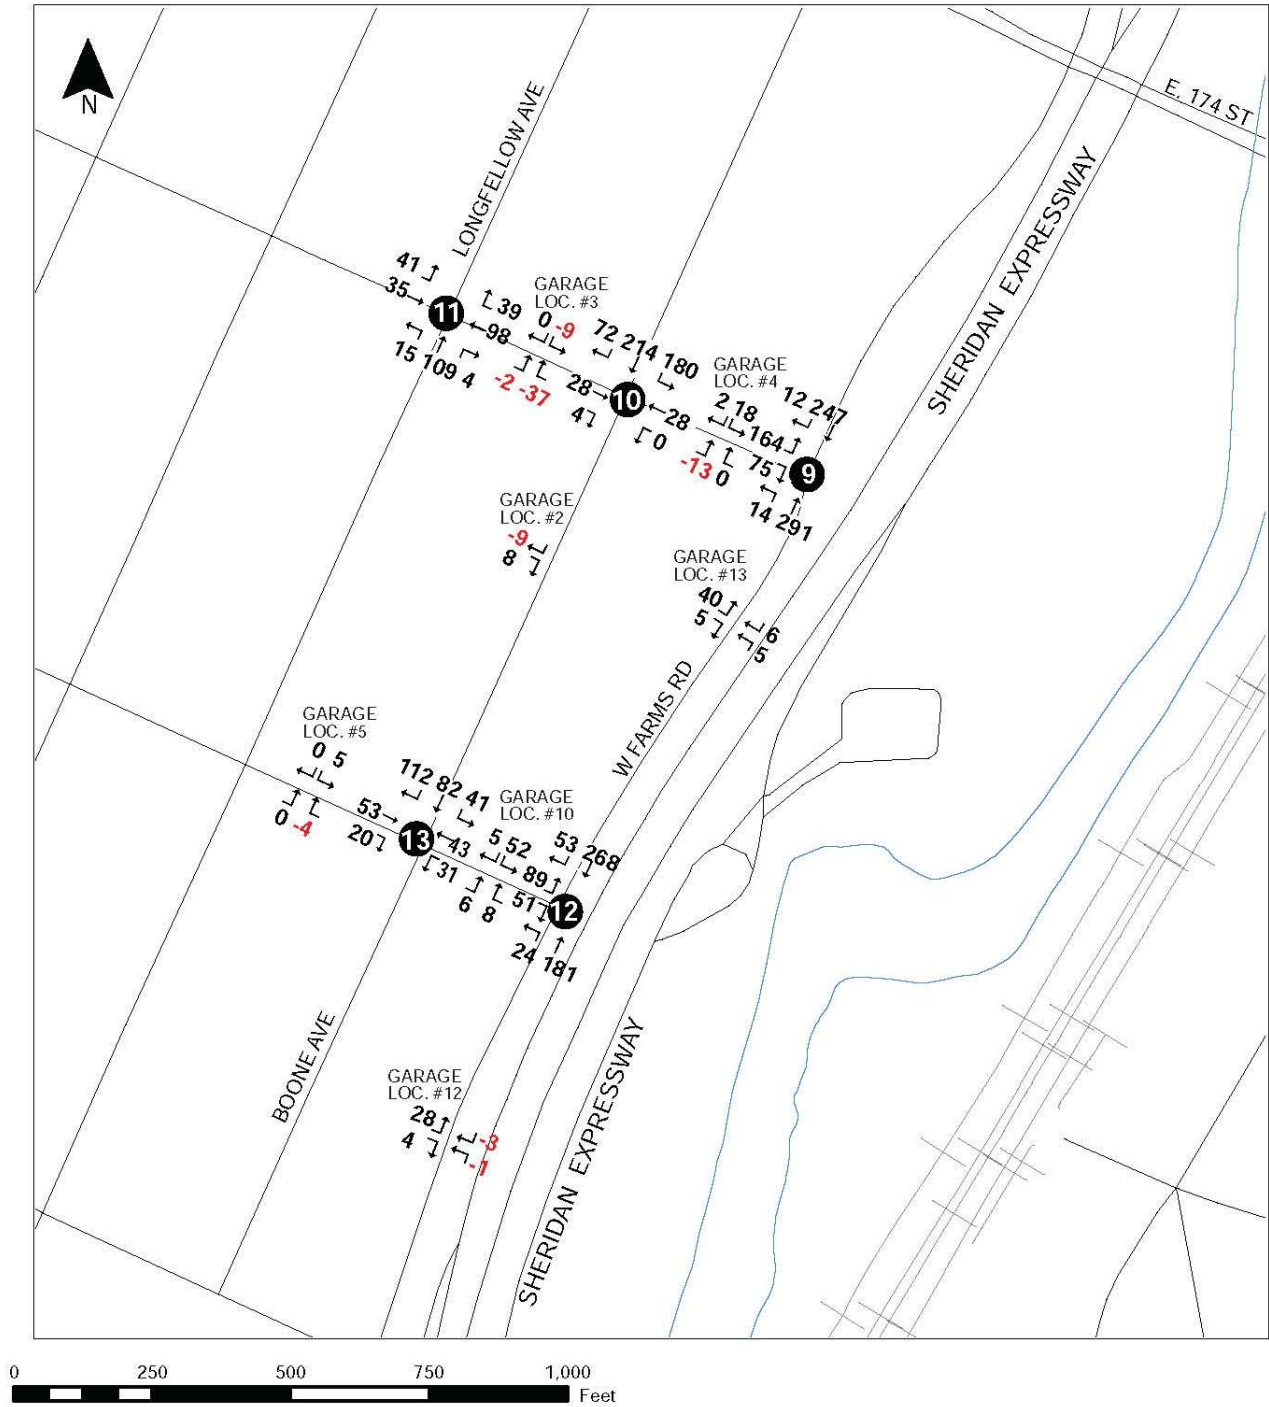 N
E. 174 ST
LONGFELLOW AVE
SHERIDAN EXPRESSWAY
41
35
11
39
98
15 109 4
GARAGE
LOC. #3
0 -9
-2 -37
72 214 180
28
4
10
28
0
GARAGE
LOC. #4
2 18
-13 0
12 247
164
75
9
14 291
GARAGE
LOC. #2
-9
8
GARAGE
LOC. #13
40
5
6
5
W FARMS RD
GARAGE
LOC. #5
0 5
0 -4
112 82 41
53
20
13
43
31
GARAGE
LOC. #10
5 52
6 8
53 268
89
51
12
24 181
BOONE AVE
GARAGE
LOC. #12
28
4
-3
-1
SHERIDAN EXPRESSWAY
0 250 500 750 1,000
Feet